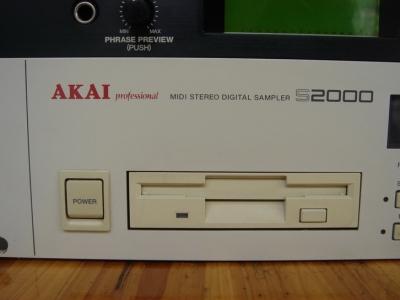 MIN MAX
PHRASE PREVIEW
(PUSH)
AKAI professional MIDI STEREO DIGITAL SAMPLER S2000
POWER